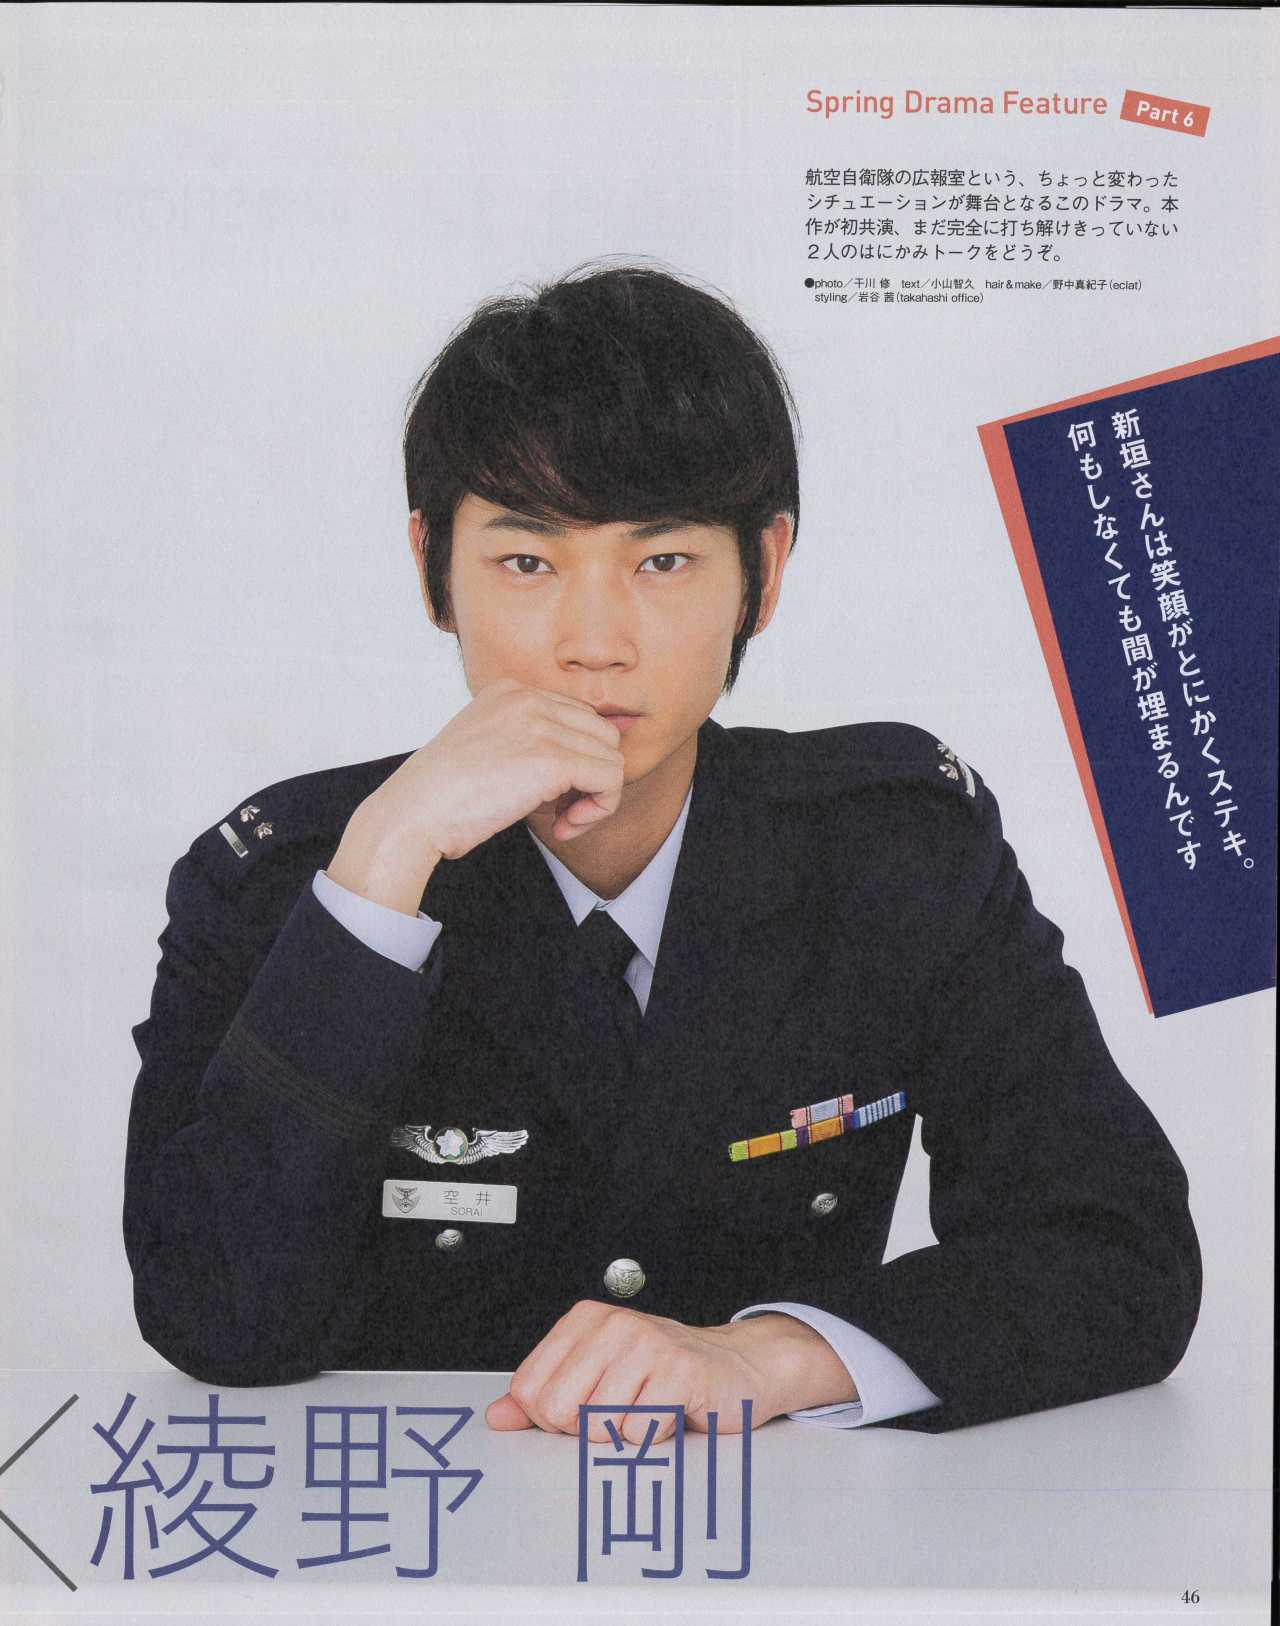 Spring Drama Feature Part 6
航空自衛隊の広報室という、ちょっと変わった
シチュエーションが舞台となるこのドラマ。本
作が初共演、まだ完全に打ち解けきっていない
２人のはにかみトークをどうぞ。
●photo／干川 修　text／小山智久　hair＆make／野中真紀子（eclat）
styling／岩谷 茜（takahashi office）
新垣さんは笑顔がとにかくステキ。
何もしなくても間が埋まるんです
空 井
SORAI
綾野 剛
46